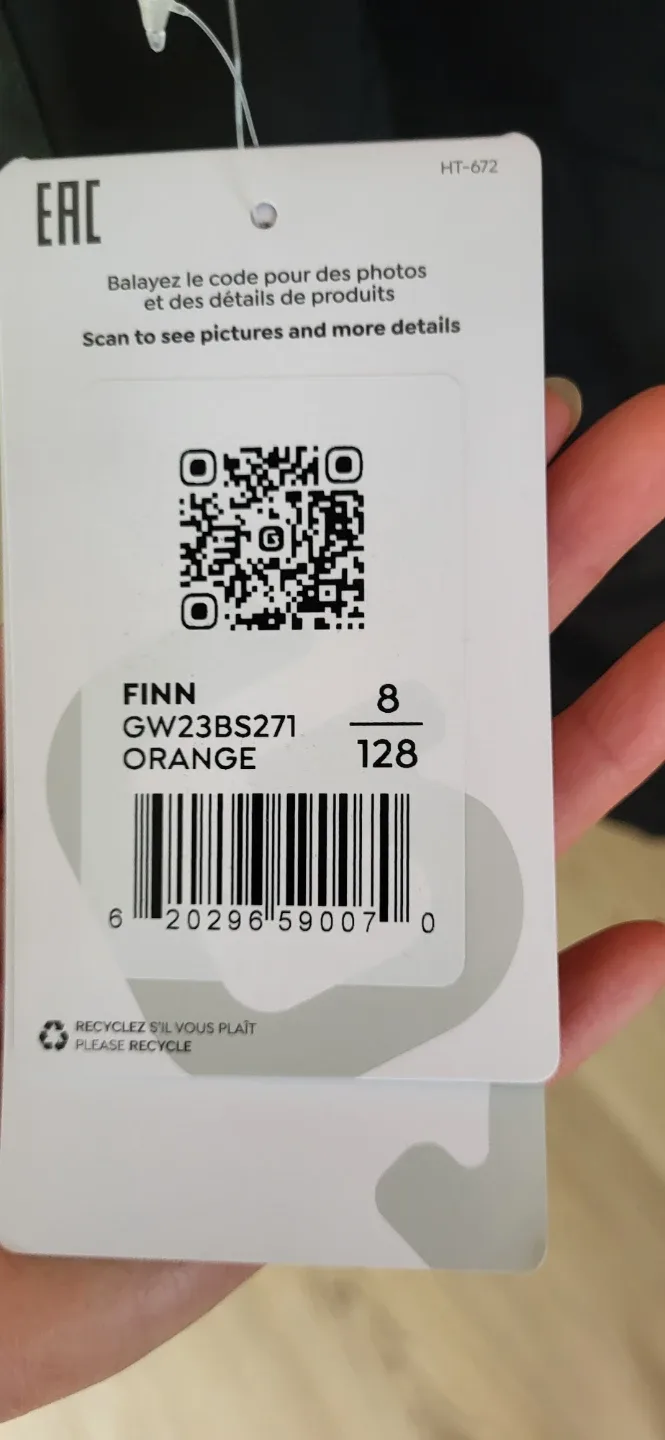 HT-672
EAC
Balayez le code pour des photos
et des détails de produits
Scan to see pictures and more details
G
FINN
GW23BS271
ORANGE
8
128
6 20296 59007 0
RECYCLEZ S'IL VOUS PLAÎT
PLEASE RECYCLE